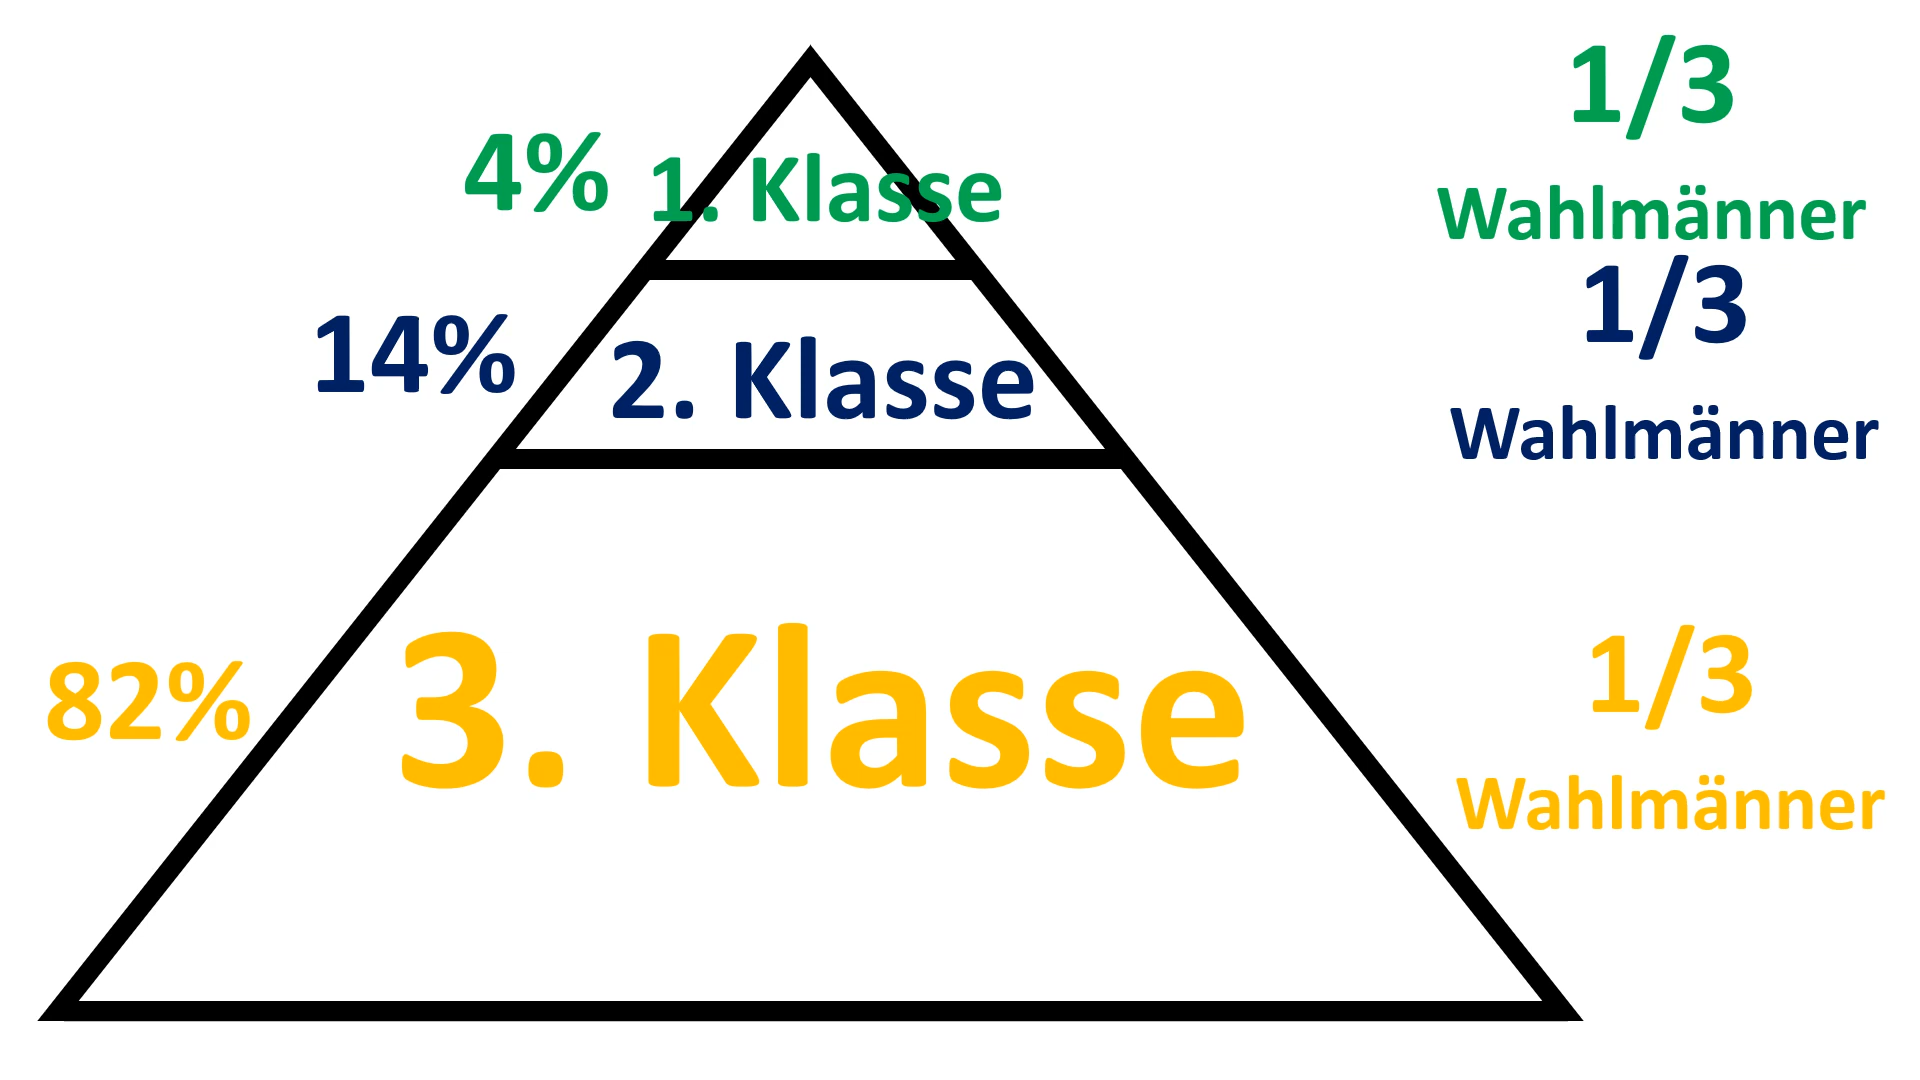 4% 1. Klasse
1/3
Wahlmänner
14% 2. Klasse
1/3
Wahlmänner
82% 3. Klasse
1/3
Wahlmänner